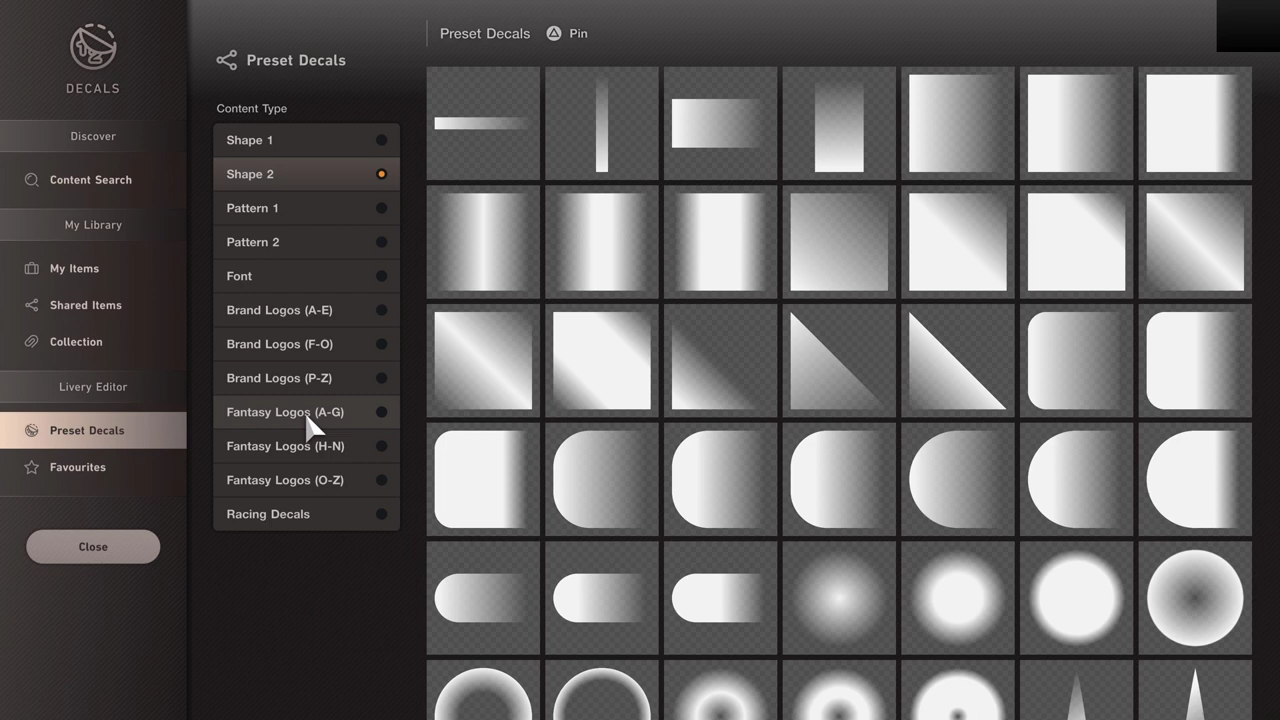 DECALS
Discover
Content Search
My Library
My Items
Shared Items
Collection
Livery Editor
Preset Decals
Favourites
Close
Preset Decals
Content Type
Shape 1
Shape 2
Pattern 1
Pattern 2
Font
Brand Logos (A-E)
Brand Logos (F-O)
Brand Logos (P-Z)
Fantasy Logos (A-G)
Fantasy Logos (H-N)
Fantasy Logos (O-Z)
Racing Decals
Preset Decals Pin